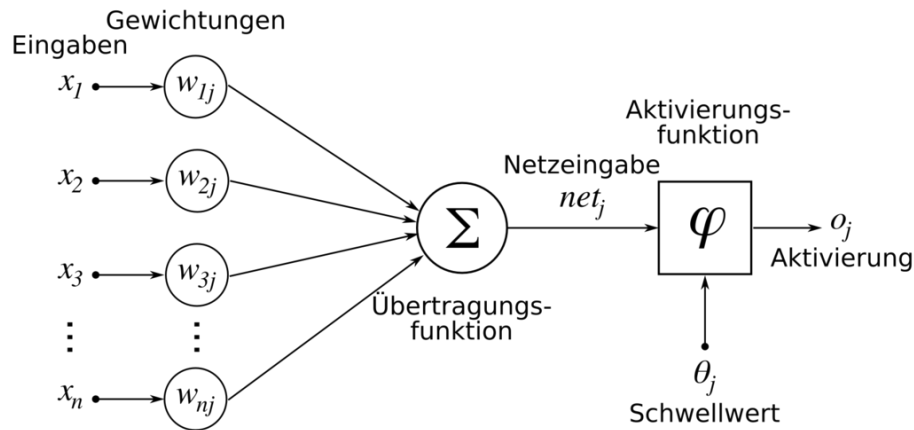 Gewichtungen
Eingaben
x₁
w₁ⱼ
x₂
w₂ⱼ
x₃
w₃ⱼ
⋮
⋮
xₙ
wₙⱼ
Σ
Übertragungs-
funktion
Netzeingabe
netⱼ
Aktivierungs-
funktion
φ
oⱼ
Aktivierung
θⱼ
Schwellwert